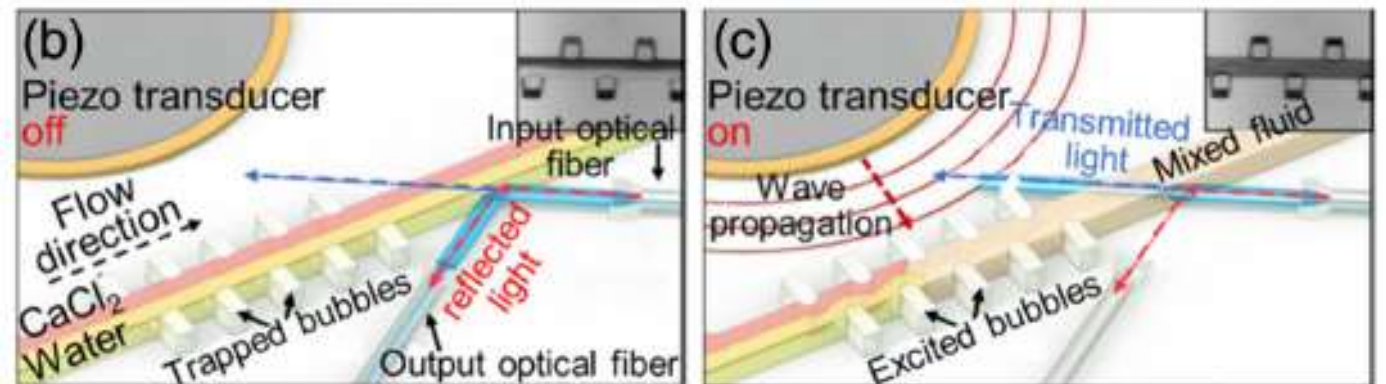 (b)
Piezo transducer
off
Input optical
fiber
Flow
direction
reflected
light
CaCl2
Water
Trapped bubbles
Output optical fiber
(c)
Piezo transducer
on
Transmitted
light
Mixed fluid
Wave
propagation
Excited bubbles